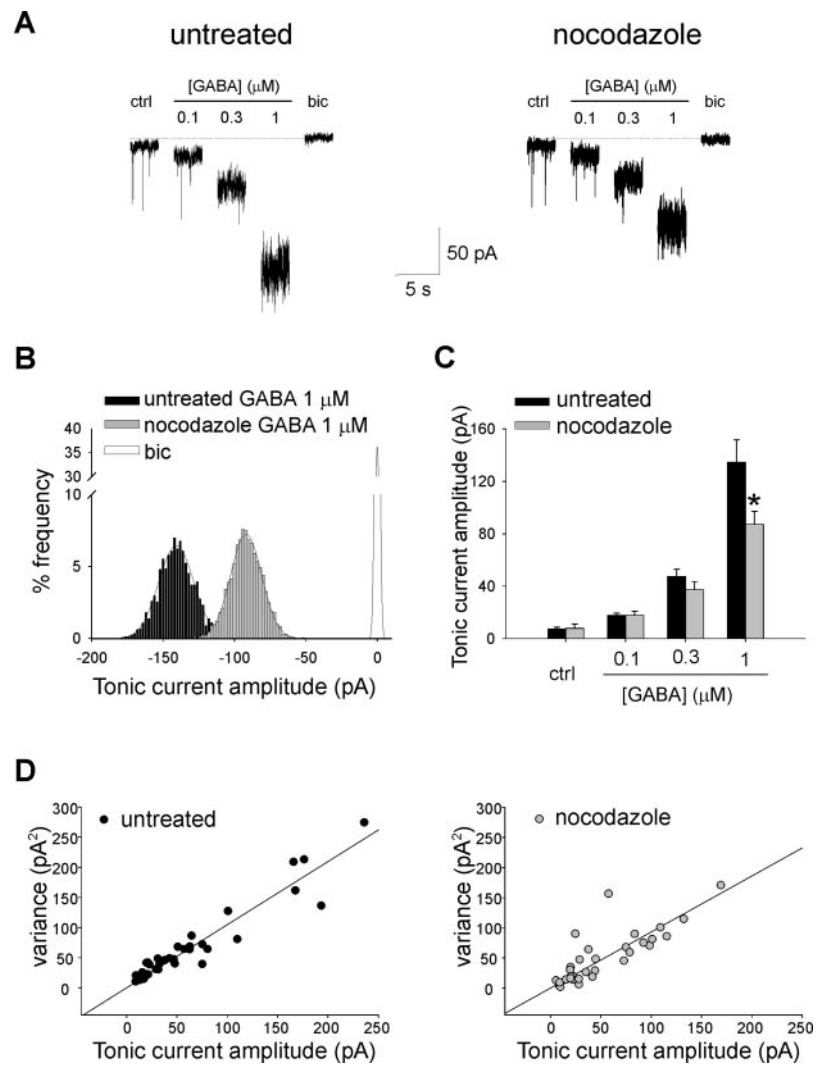 A
untreated
nocodazole
[GABA] (μM)
ctrl
0.1 0.3 1
bic
[GABA] (μM)
ctrl
0.1 0.3 1
bic
50 pA
5 s
B
untreated GABA 1 μM
nocodazole GABA 1 μM
bic
% frequency
40
35
30
10
5
0
-200 -150 -100 -50 0
Tonic current amplitude (pA)
C
untreated
nocodazole
Tonic current amplitude (pA)
160
120
80
40
0
*
ctrl
0.1 0.3 1
[GABA] (μM)
D
untreated
variance (pA²)
300
250
200
150
100
50
0
0 50 100 150 200 250
Tonic current amplitude (pA)
nocodazole
variance (pA²)
300
250
200
150
100
50
0
0 50 100 150 200 250
Tonic current amplitude (pA)